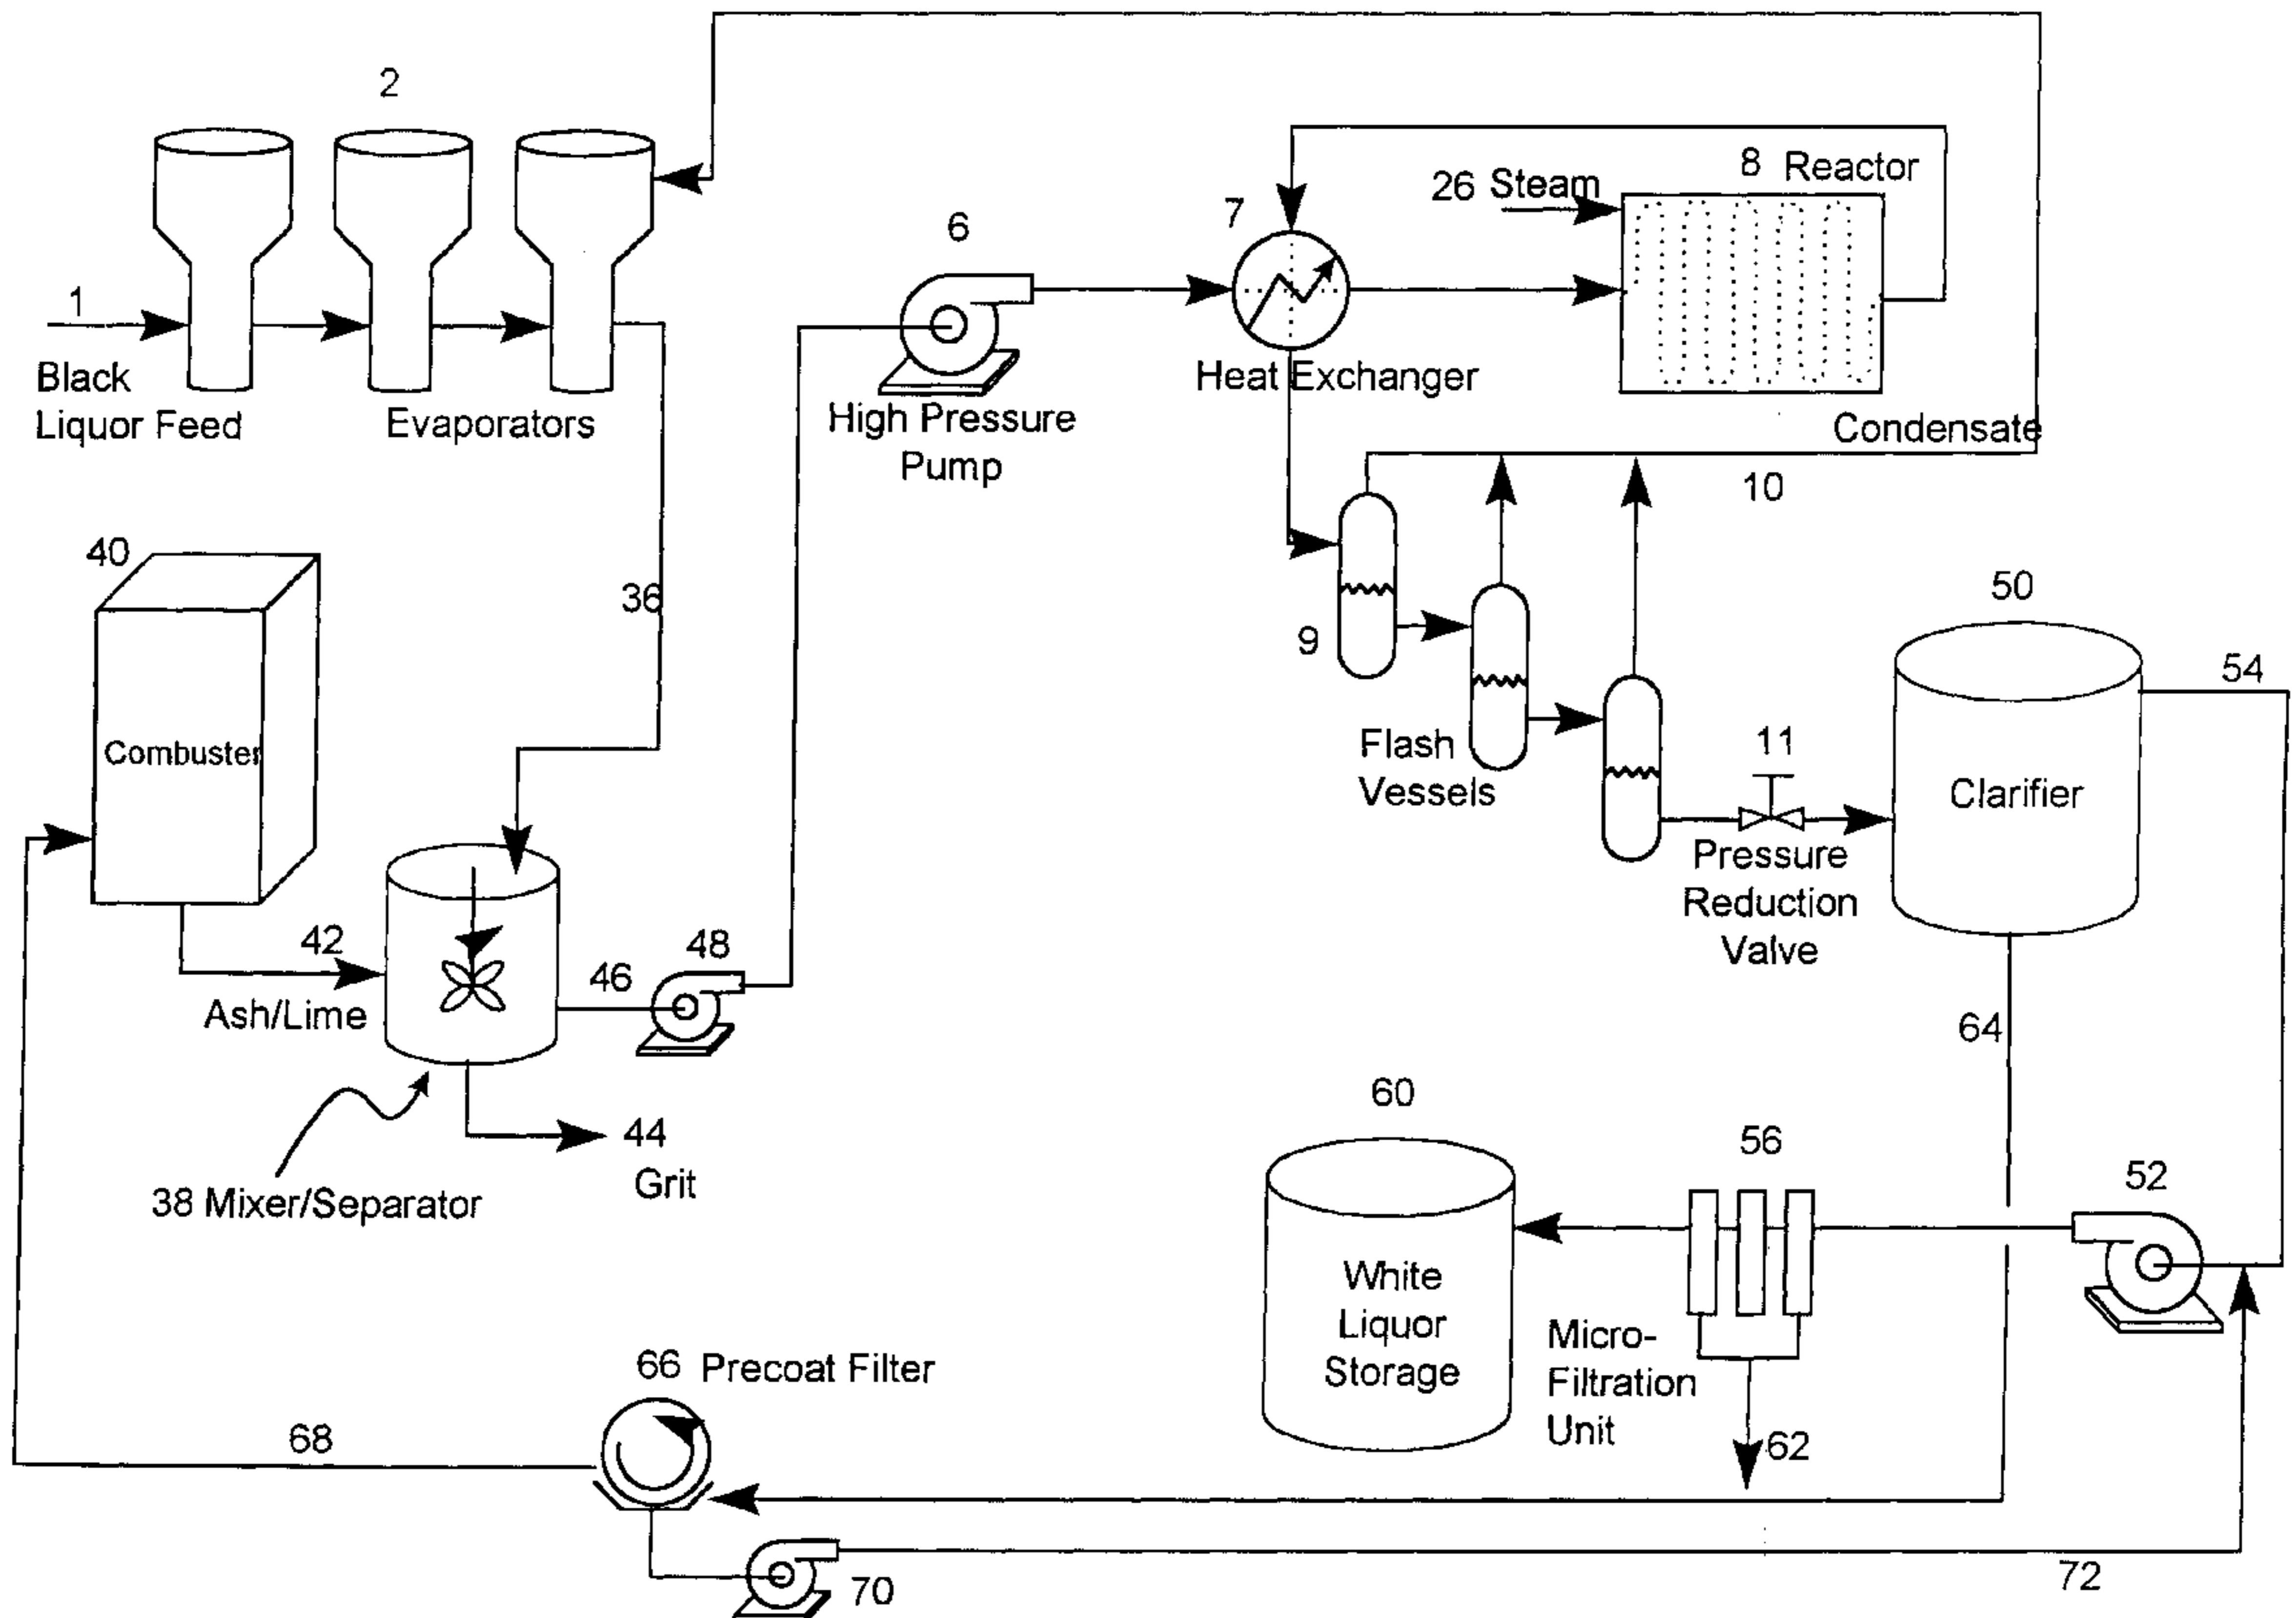 2
1
Black
Liquor Feed
Evaporators
6
High Pressure
Pump
7
Heat Exchanger
26 Steam
8 Reactor
Condensate
10
9
Flash
Vessels
11
Pressure
Reduction
Valve
50
Clarifier
54
40
Combuster
36
42
Ash/Lime
46
48
44
Grit
38 Mixer/Separator
64
60
White
Liquor
Storage
56
Micro-
Filtration
Unit
62
52
66 Precoat Filter
68
70
72